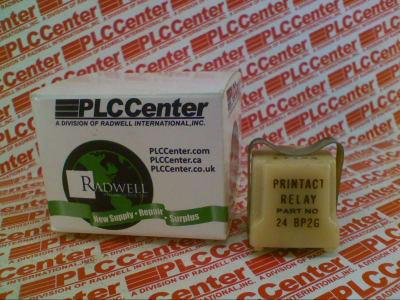 PLCCenter
A DIVISION OF RADWELL INTERNATIONAL, INC.
PLCCenter.com
PLCCenter.ca
PLCCenter.co.uk
RADWELL
New Supply • Repair • Surplus
PRINTACT
RELAY
PART NO
24 BP2G